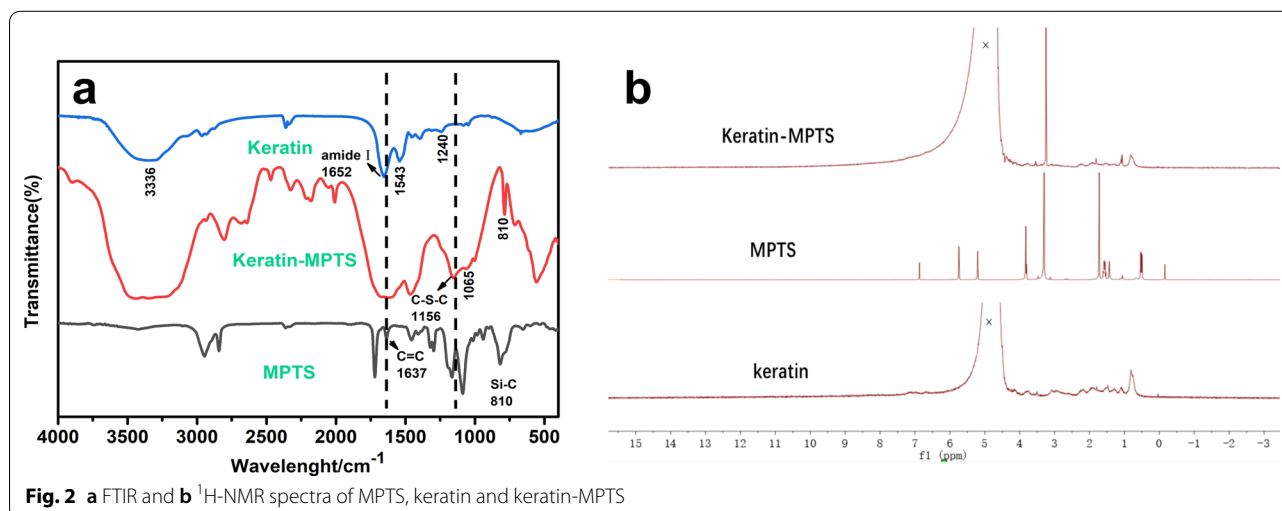 a
Keratin
amide I
1652
1543
1240
3336
Keratin-MPTS
810
1065
C-S-C
1156
C=C
1637
MPTS
Si-C
810
Transmittance(%)
4000 3500 3000 2500 2000 1500 1000 500
Wavelenght/cm⁻¹
b
x
Keratin-MPTS
MPTS
x
keratin
15 14 13 12 11 10 9 8 7 6 5 4 3 2 1 0 -1 -2 -3
f1 (ppm)
Fig. 2 a FTIR and b ¹H-NMR spectra of MPTS, keratin and keratin-MPTS